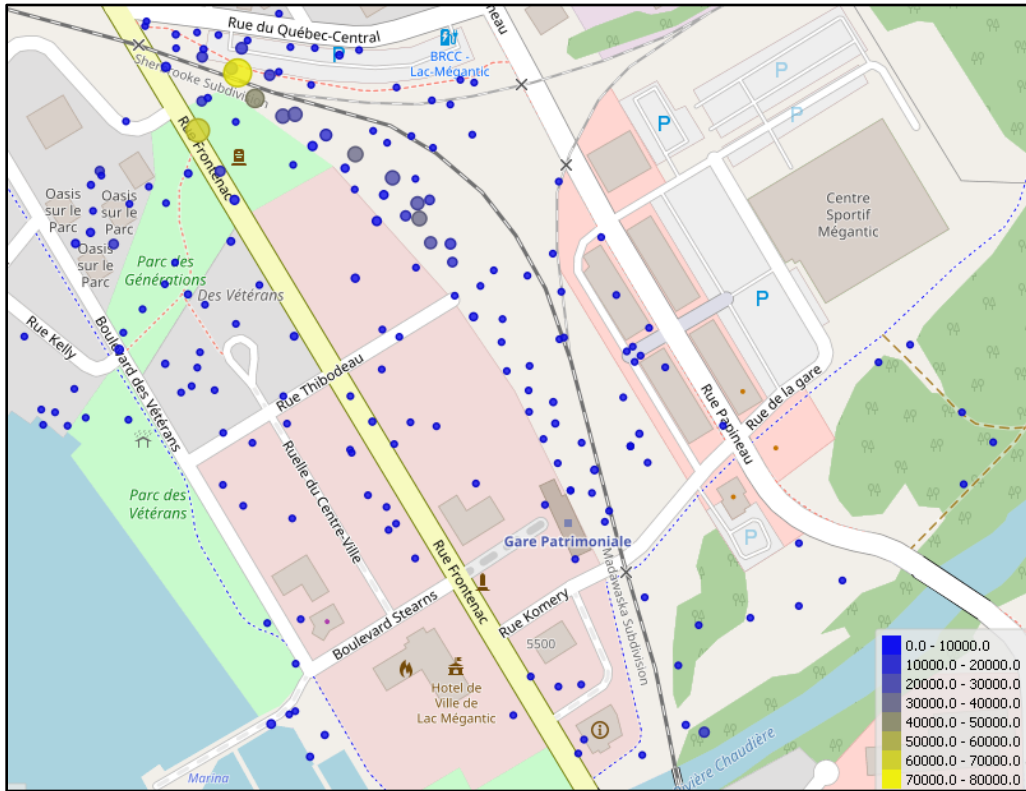 Rue du Québec-Central
neau
P
BRCC -
Lac-Mégantic
Sherbrooke Subdivision
P
P
P
Rue Frontenac
Centre
Sportif
Mégantic
Oasis
sur le
Parc
Oasis
sur le
Parc
Oasis
sur le
Parc
Parc des
Générations
Des Vétérans
P
Rue Kelly
Boulevard des Vétérans
Rue Thibodeau
Rue Papineau
Rue de la gare
Ruelle du Centre-Ville
Parc des
Vétérans
Gare Patrimoniale
P
Rue Frontenac
Madawaska Subdivision
Boulevard Stearns
Rue Komery
5500
Hotel de
Ville de
Lac Mégantic
Marina
Rivière Chaudière
0.0 - 10000.0
10000.0 - 20000.0
20000.0 - 30000.0
30000.0 - 40000.0
40000.0 - 50000.0
50000.0 - 60000.0
60000.0 - 70000.0
70000.0 - 80000.0